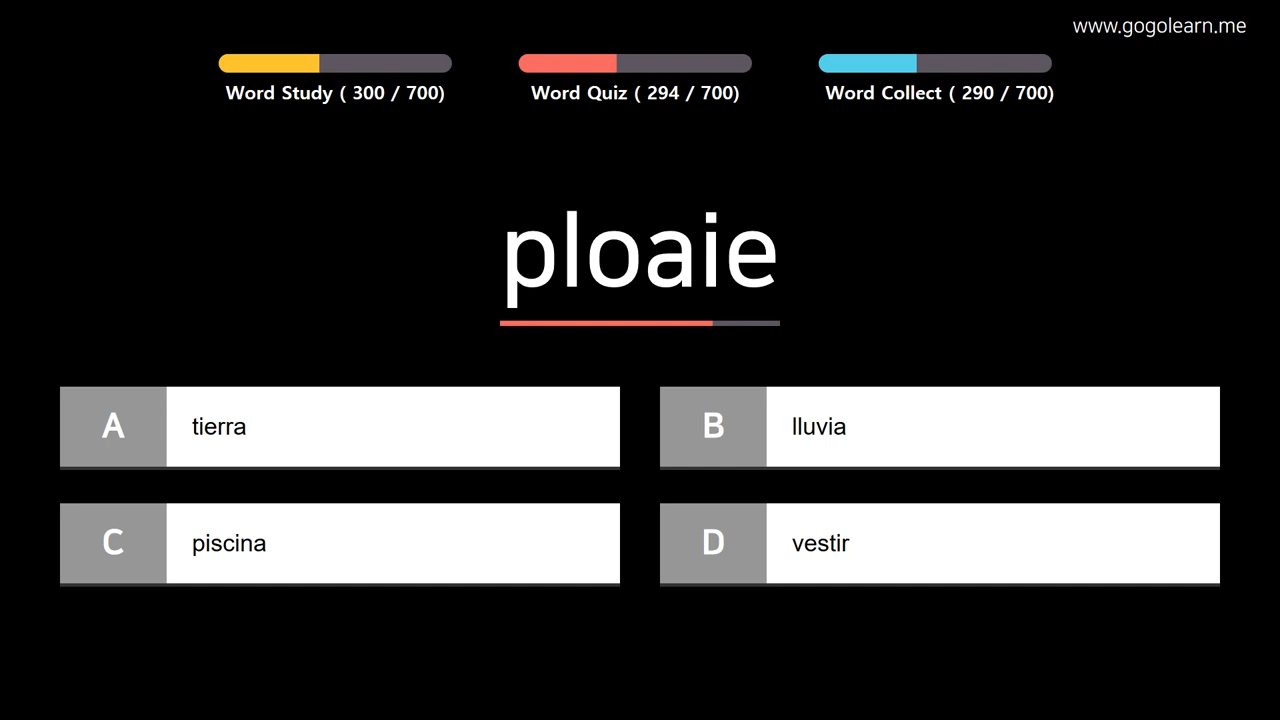 www.gogolearn.me
Word Study ( 300 / 700)
Word Quiz ( 294 / 700)
Word Collect ( 290 / 700)
ploaie
A tierra
B lluvia
C piscina
D vestir